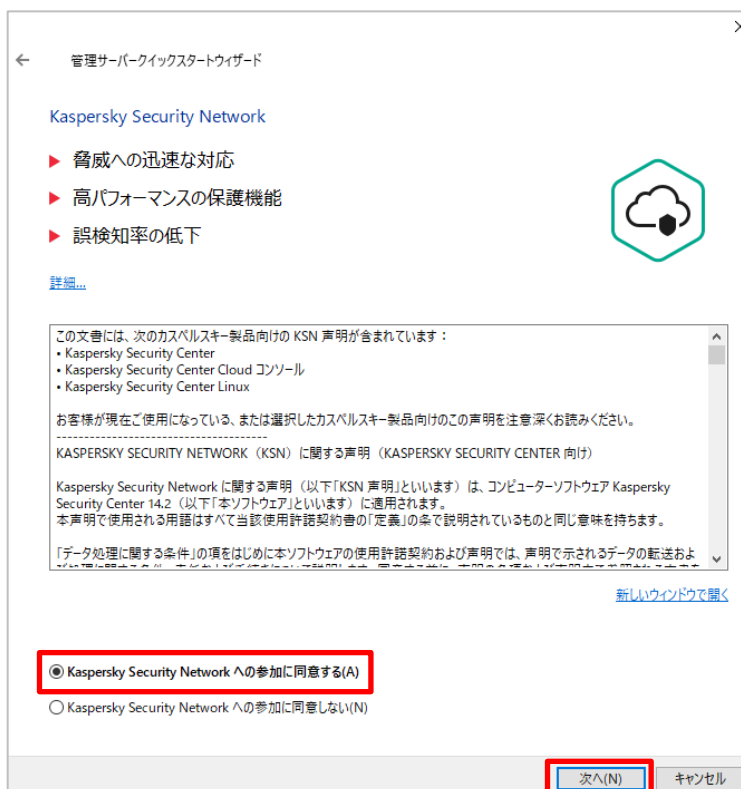 管理サーバークイックスタートウィザード
Kaspersky Security Network
脅威への迅速な対応
高パフォーマンスの保護機能
誤検知率の低下
詳細...
この文書には、次のカスペルスキー製品向けの KSN 声明が含まれています：
• Kaspersky Security Center
• Kaspersky Security Center Cloud コンソール
• Kaspersky Security Center Linux
お客様が現在ご使用になっている、または選択したカスペルスキー製品向けのこの声明を注意深くお読みください。
--------------------------------------
KASPERSKY SECURITY NETWORK（KSN）に関する声明（KASPERSKY SECURITY CENTER 向け）
Kaspersky Security Network に関する声明（以下「KSN 声明」といいます）は、コンピューターソフトウェア Kaspersky
Security Center 14.2（以下「本ソフトウェア」といいます）に適用されます。
本声明で使用される用語はすべて当該使用許諾契約書の「定義」の条で説明されているものと同じ意味を持ちます。
「データ処理に関する条件」の項をはじめに本ソフトウェアの使用許諾契約および声明では、声明で示されるデータの転送およ
新しいウィンドウで開く
Kaspersky Security Network への参加に同意する(A)
Kaspersky Security Network への参加に同意しない(N)
次へ(N) キャンセル